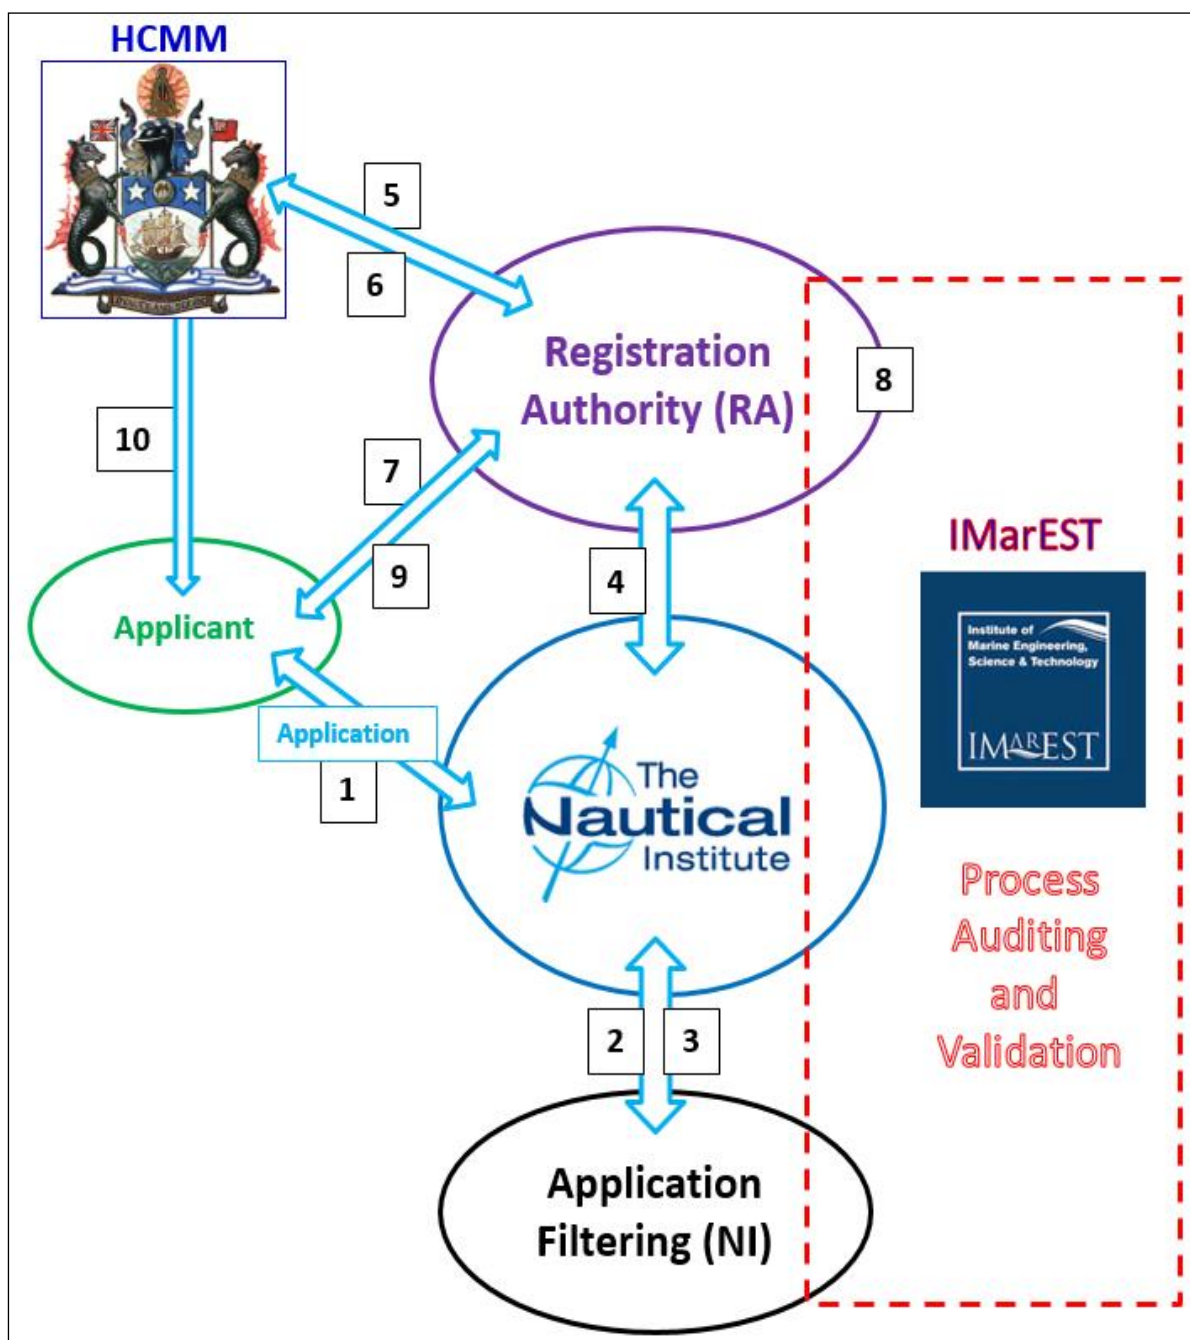 HCMM
5
6
Registration
Authority (RA)
8
10
7
9
4
IMarEST
Institute of
Marine Engineering,
Science & Technology
IMarEST
Applicant
Application
1
The
Nautical
Institute
Process
Auditing
and
Validation
2
3
Application
Filtering (NI)